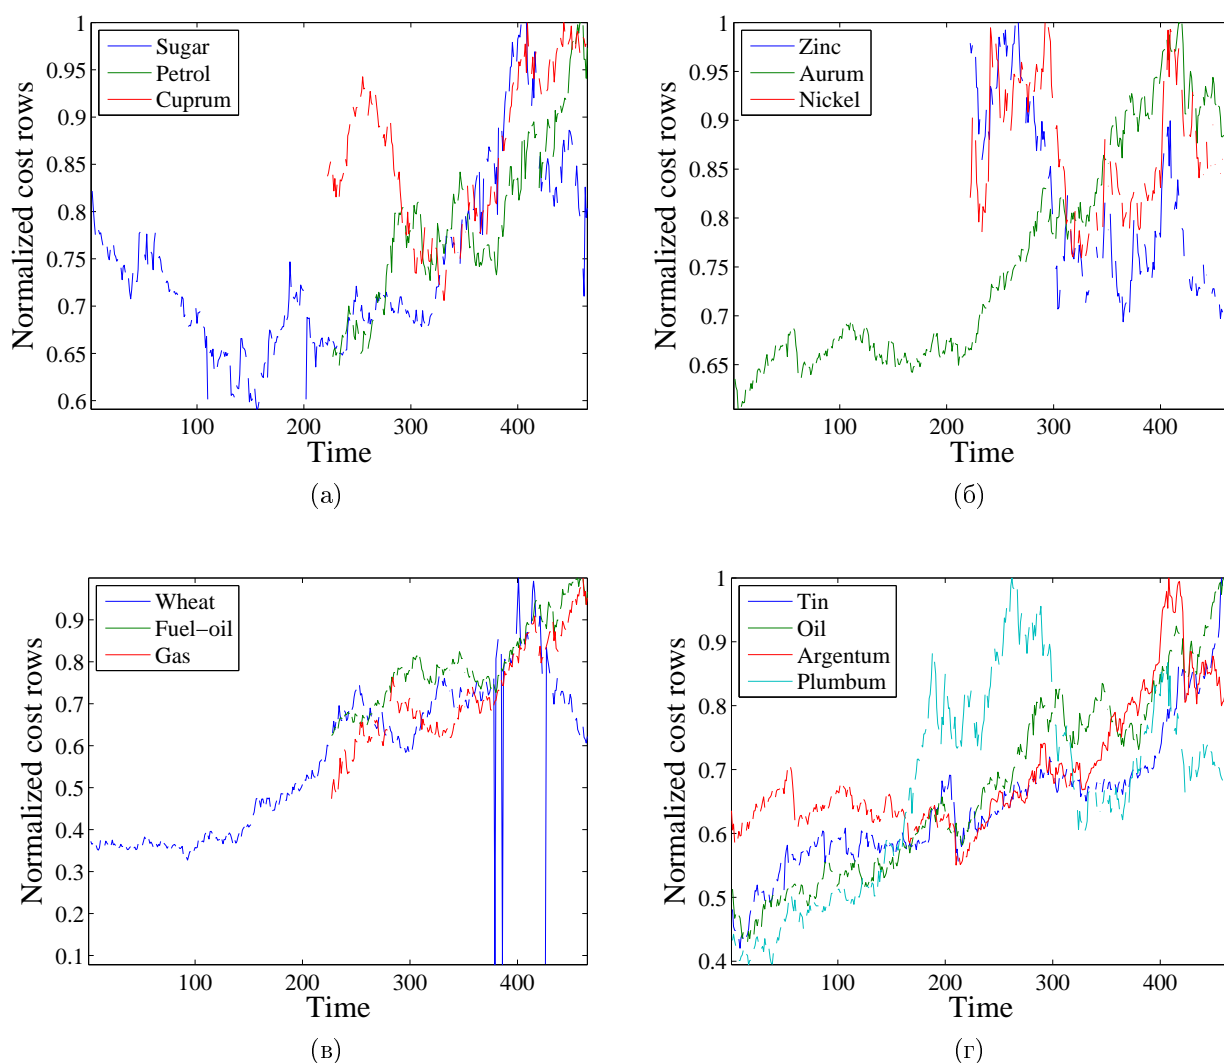 1
0.95
0.9
0.85
0.8
0.75
0.7
0.65
0.6
Normalized cost rows
Sugar
Petrol
Cuprum
100
200
300
400
Time
(а)
1
0.95
0.9
0.85
0.8
0.75
0.7
0.65
Normalized cost rows
Zinc
Aurum
Nickel
100
200
300
400
Time
(б)
0.9
0.8
0.7
0.6
0.5
0.4
0.3
0.2
0.1
Normalized cost rows
Wheat
Fuel−oil
Gas
100
200
300
400
Time
(в)
1
0.9
0.8
0.7
0.6
0.5
0.4
Normalized cost rows
Tin
Oil
Argentum
Plumbum
100
200
300
400
Time
(г)